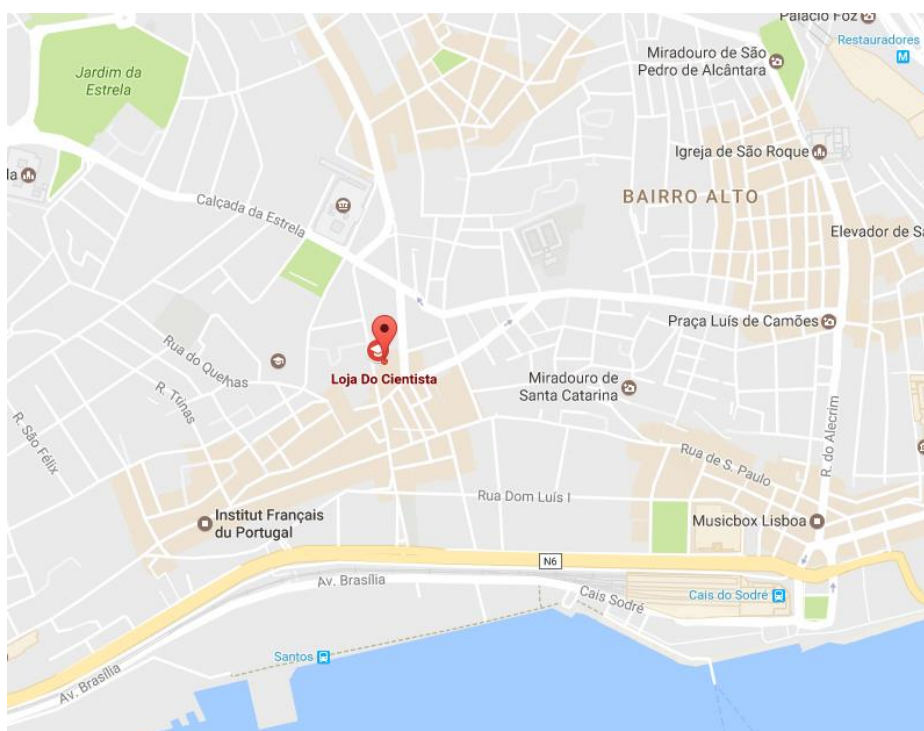 Palácio Foz
Restauradores
M
Miradouro de São
Pedro de Alcântara
Jardim da
Estrela
Igreja de São Roque
la
BAIRRO ALTO
Calçada da Estrela
Elevador de Sa
Praça Luís de Camões
Rua do Quelhas
Loja Do Cientista
Miradouro de
Santa Catarina
R. Trinas
R. São Félix
R. do Alecrim
Rua de S. Paulo
Rua Dom Luís I
Institut Français
du Portugal
Musicbox Lisboa
N6
Av. Brasília
Cais Sodré
Cais do Sodré
Santos
Av. Brasília